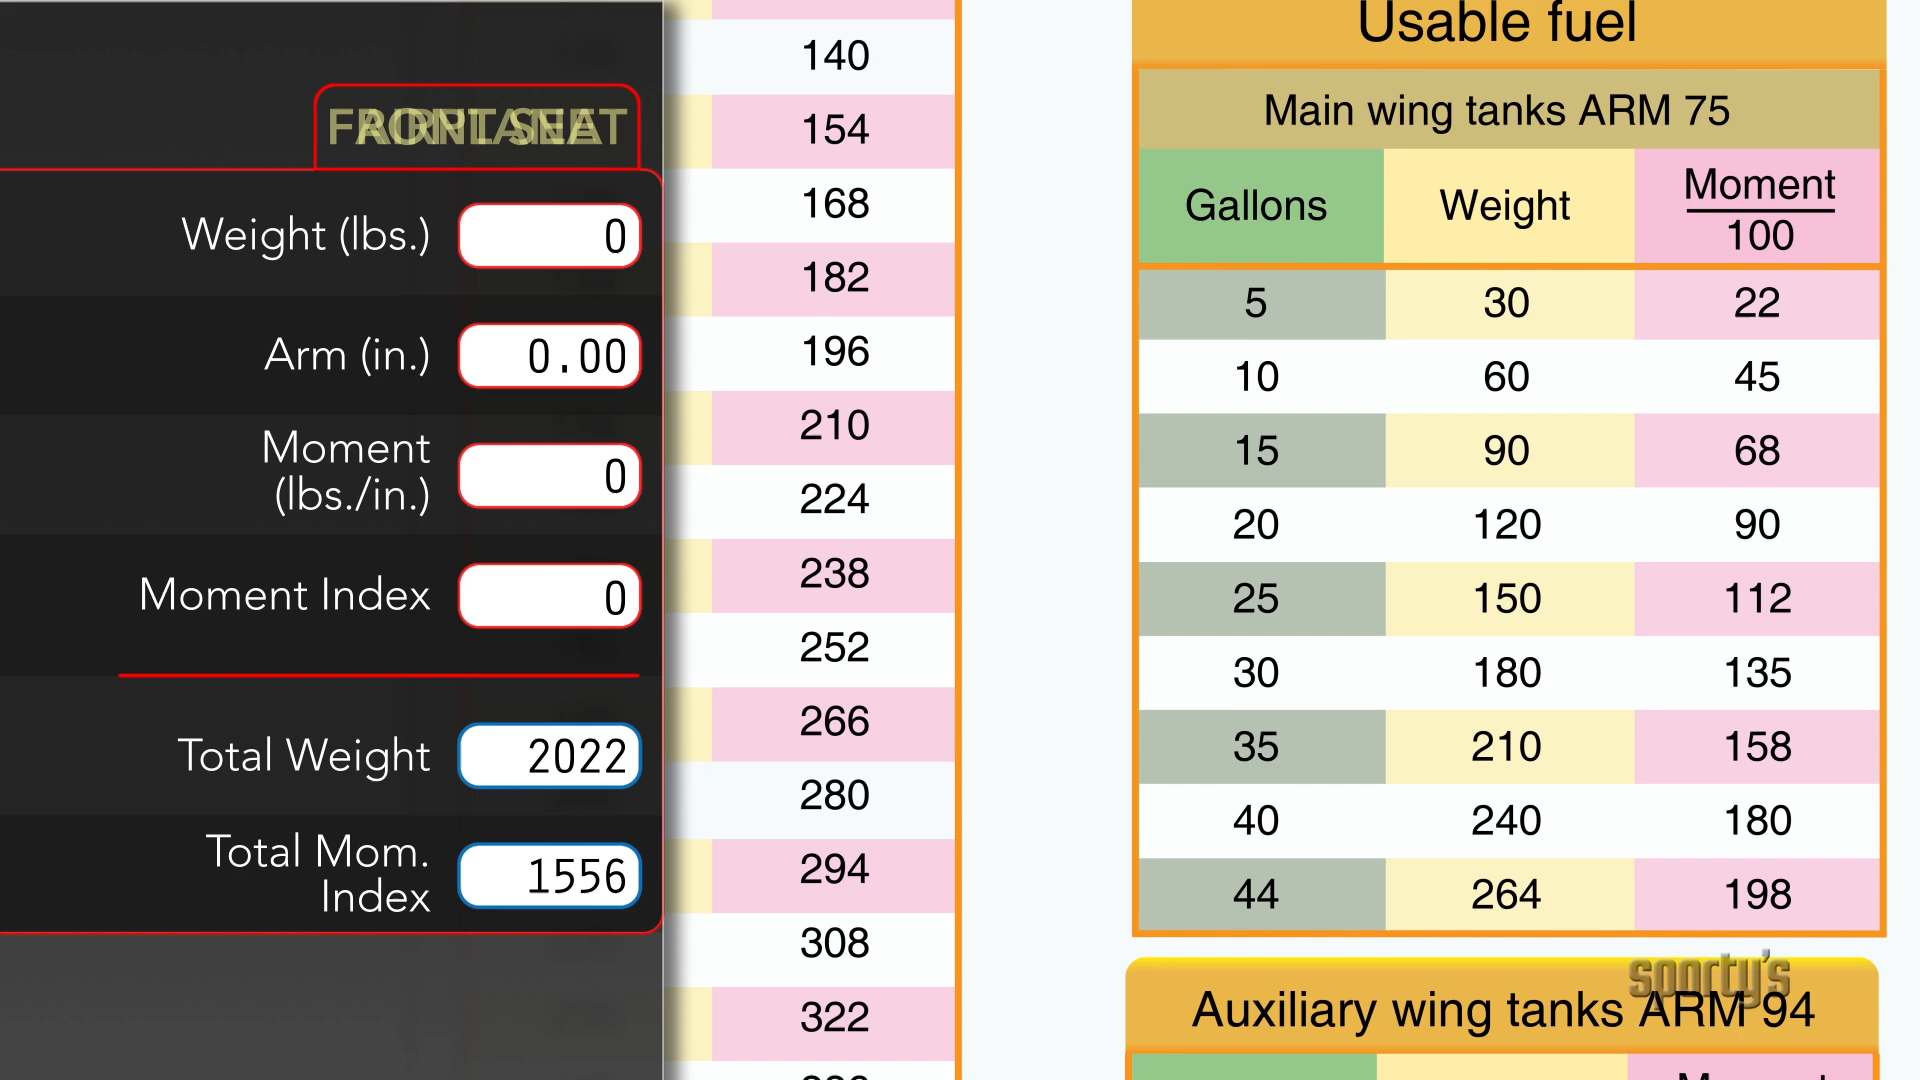 FRONT SEAT
AIRPLANE
Weight (lbs.) 0
Arm (in.) 0.00
Moment
(lbs./in.) 0
Moment Index 0
Total Weight 2022
Total Mom.
Index 1556
140
154
168
182
196
210
224
238
252
266
280
294
308
322
Usable fuel
Main wing tanks ARM 75
Gallons Weight Moment
100
5 30 22
10 60 45
15 90 68
20 120 90
25 150 112
30 180 135
35 210 158
40 240 180
44 264 198
sporty's
Auxiliary wing tanks ARM 94
Moment